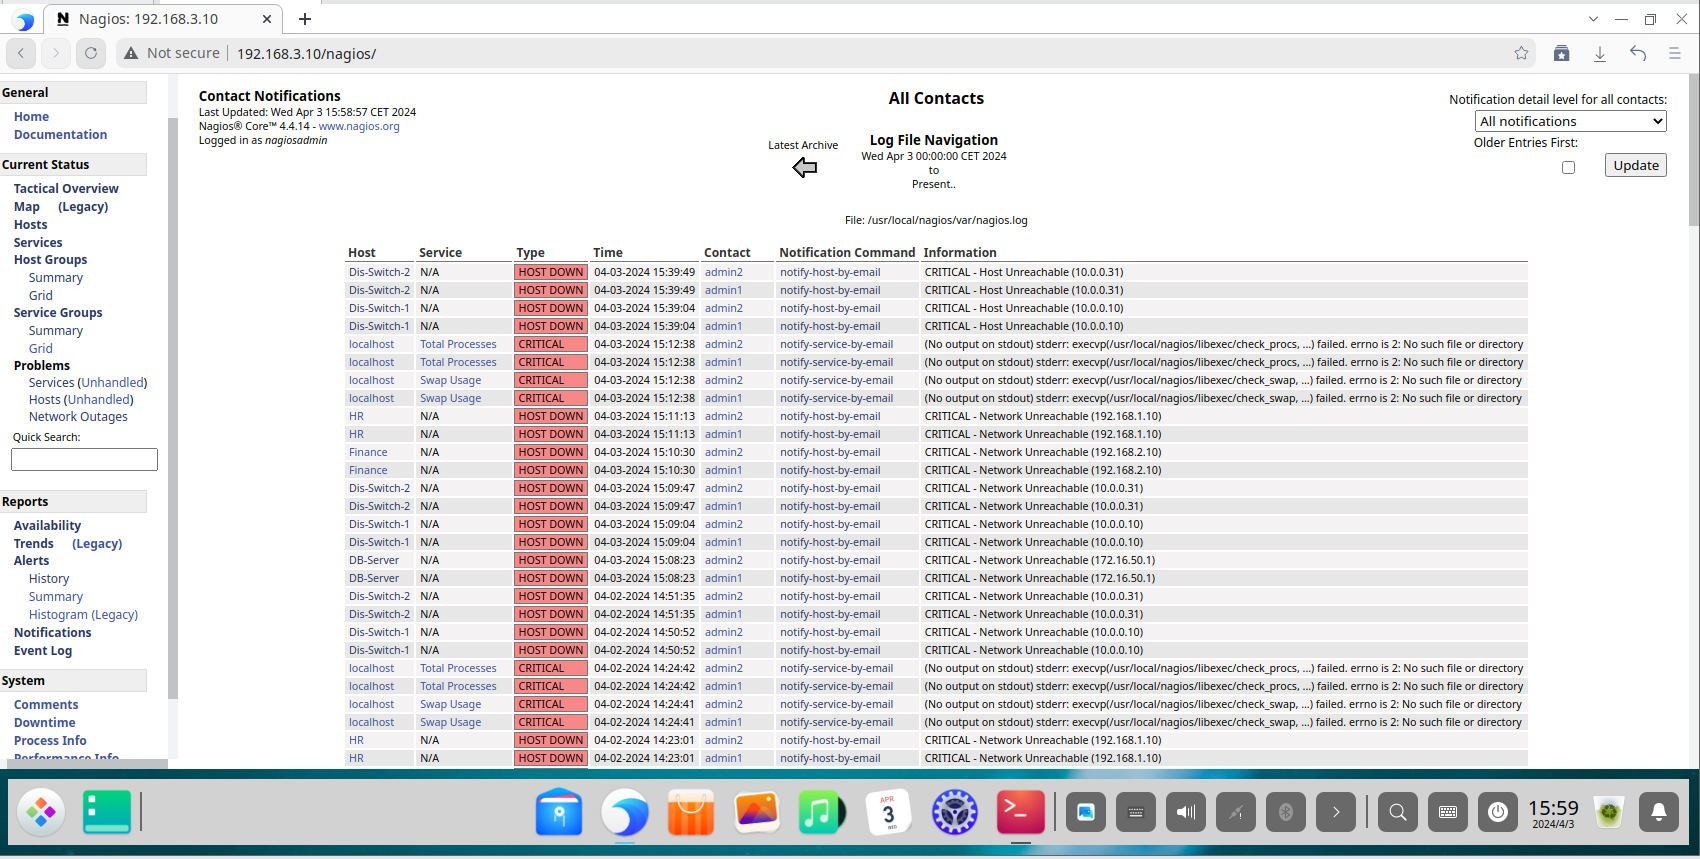 Nagios: 192.168.3.10
Not secure 192.168.3.10/nagios/
General
Home
Documentation
Current Status
Tactical Overview
Map (Legacy)
Hosts
Services
Host Groups
Summary
Grid
Service Groups
Summary
Grid
Problems
Services (Unhandled)
Hosts (Unhandled)
Network Outages
Quick Search:
Reports
Availability
Trends (Legacy)
Alerts
History
Summary
Histogram (Legacy)
Notifications
Event Log
System
Comments
Downtime
Process Info
Performance Info
Contact Notifications
Last Updated: Wed Apr 3 15:58:57 CET 2024
Nagios® Core™ 4.4.14 - www.nagios.org
Logged in as nagiosadmin
All Contacts
Latest Archive
Log File Navigation
Wed Apr 3 00:00:00 CET 2024
to
Present..
File: /usr/local/nagios/var/nagios.log
Notification detail level for all contacts:
All notifications
Older Entries First:
Update
Host Service Type Time Contact Notification Command Information
Dis-Switch-2 N/A HOST DOWN 04-03-2024 15:39:49 admin2 notify-host-by-email CRITICAL - Host Unreachable (10.0.0.31)
Dis-Switch-2 N/A HOST DOWN 04-03-2024 15:39:49 admin1 notify-host-by-email CRITICAL - Host Unreachable (10.0.0.31)
Dis-Switch-1 N/A HOST DOWN 04-03-2024 15:39:04 admin2 notify-host-by-email CRITICAL - Host Unreachable (10.0.0.10)
Dis-Switch-1 N/A HOST DOWN 04-03-2024 15:39:04 admin1 notify-host-by-email CRITICAL - Host Unreachable (10.0.0.10)
localhost Total Processes CRITICAL 04-03-2024 15:12:38 admin2 notify-service-by-email (No output on stdout) stderr: execvp(/usr/local/nagios/libexec/check_procs, ...) failed. errno is 2: No such file or directory
localhost Total Processes CRITICAL 04-03-2024 15:12:38 admin1 notify-service-by-email (No output on stdout) stderr: execvp(/usr/local/nagios/libexec/check_procs, ...) failed. errno is 2: No such file or directory
localhost Swap Usage CRITICAL 04-03-2024 15:12:38 admin2 notify-service-by-email (No output on stdout) stderr: execvp(/usr/local/nagios/libexec/check_swap, ...) failed. errno is 2: No such file or directory
localhost Swap Usage CRITICAL 04-03-2024 15:12:38 admin1 notify-service-by-email (No output on stdout) stderr: execvp(/usr/local/nagios/libexec/check_swap, ...) failed. errno is 2: No such file or directory
HR N/A HOST DOWN 04-03-2024 15:11:13 admin2 notify-host-by-email CRITICAL - Network Unreachable (192.168.1.10)
HR N/A HOST DOWN 04-03-2024 15:11:13 admin1 notify-host-by-email CRITICAL - Network Unreachable (192.168.1.10)
Finance N/A HOST DOWN 04-03-2024 15:10:30 admin2 notify-host-by-email CRITICAL - Network Unreachable (192.168.2.10)
Finance N/A HOST DOWN 04-03-2024 15:10:30 admin1 notify-host-by-email CRITICAL - Network Unreachable (192.168.2.10)
Dis-Switch-2 N/A HOST DOWN 04-03-2024 15:09:47 admin2 notify-host-by-email CRITICAL - Network Unreachable (10.0.0.31)
Dis-Switch-2 N/A HOST DOWN 04-03-2024 15:09:47 admin1 notify-host-by-email CRITICAL - Network Unreachable (10.0.0.31)
Dis-Switch-1 N/A HOST DOWN 04-03-2024 15:09:04 admin2 notify-host-by-email CRITICAL - Network Unreachable (10.0.0.10)
Dis-Switch-1 N/A HOST DOWN 04-03-2024 15:09:04 admin1 notify-host-by-email CRITICAL - Network Unreachable (10.0.0.10)
DB-Server N/A HOST DOWN 04-03-2024 15:08:23 admin2 notify-host-by-email CRITICAL - Network Unreachable (172.16.50.1)
DB-Server N/A HOST DOWN 04-03-2024 15:08:23 admin1 notify-host-by-email CRITICAL - Network Unreachable (172.16.50.1)
Dis-Switch-2 N/A HOST DOWN 04-02-2024 14:51:35 admin2 notify-host-by-email CRITICAL - Network Unreachable (10.0.0.31)
Dis-Switch-2 N/A HOST DOWN 04-02-2024 14:51:35 admin1 notify-host-by-email CRITICAL - Network Unreachable (10.0.0.31)
Dis-Switch-1 N/A HOST DOWN 04-02-2024 14:50:52 admin2 notify-host-by-email CRITICAL - Network Unreachable (10.0.0.10)
Dis-Switch-1 N/A HOST DOWN 04-02-2024 14:50:52 admin1 notify-host-by-email CRITICAL - Network Unreachable (10.0.0.10)
localhost Total Processes CRITICAL 04-02-2024 14:24:42 admin2 notify-service-by-email (No output on stdout) stderr: execvp(/usr/local/nagios/libexec/check_procs, ...) failed. errno is 2: No such file or directory
localhost Total Processes CRITICAL 04-02-2024 14:24:42 admin1 notify-service-by-email (No output on stdout) stderr: execvp(/usr/local/nagios/libexec/check_procs, ...) failed. errno is 2: No such file or directory
localhost Swap Usage CRITICAL 04-02-2024 14:24:41 admin2 notify-service-by-email (No output on stdout) stderr: execvp(/usr/local/nagios/libexec/check_swap, ...) failed. errno is 2: No such file or directory
localhost Swap Usage CRITICAL 04-02-2024 14:24:41 admin1 notify-service-by-email (No output on stdout) stderr: execvp(/usr/local/nagios/libexec/check_swap, ...) failed. errno is 2: No such file or directory
HR N/A HOST DOWN 04-02-2024 14:23:01 admin2 notify-host-by-email CRITICAL - Network Unreachable (192.168.1.10)
HR N/A HOST DOWN 04-02-2024 14:23:01 admin1 notify-host-by-email CRITICAL - Network Unreachable (192.168.1.10)
APR
3
WED
15:59
2024/4/3